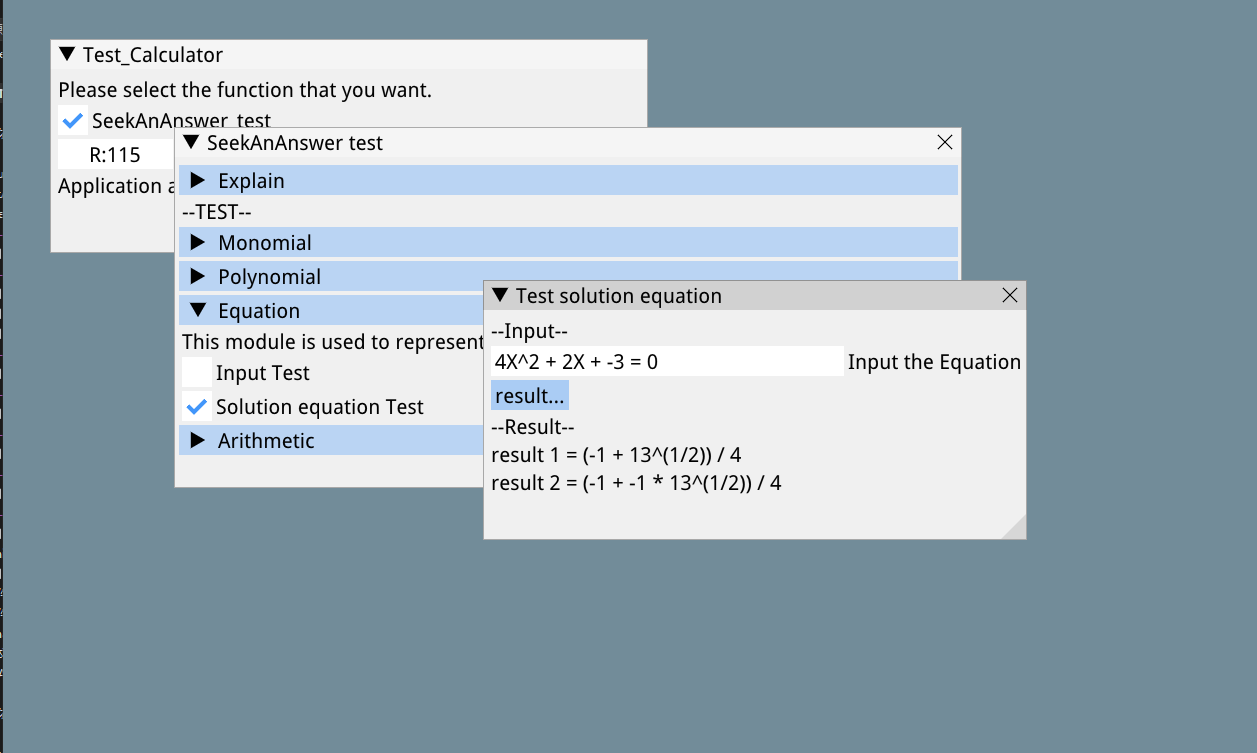 Test_Calculator
Please select the function that you want.
SeekAnAnswer_test
R:115
Application
SeekAnAnswer test
Explain
--TEST--
Monomial
Polynomial
Equation
This module is used to represent
Input Test
Solution equation Test
Arithmetic
Test solution equation
--Input--
4X^2 + 2X + -3 = 0 Input the Equation
result...
--Result--
result 1 = (-1 + 13^(1/2)) / 4
result 2 = (-1 + -1 * 13^(1/2)) / 4